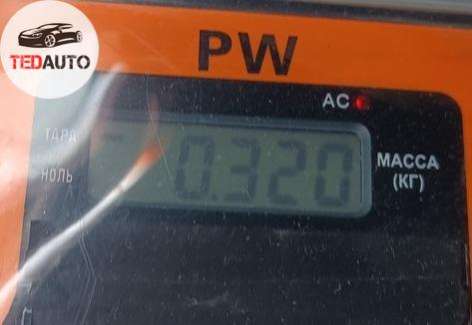 TEDAUTO
PW
AC
ТАРА
НОЛЬ
0.320
МАССА
(КГ)